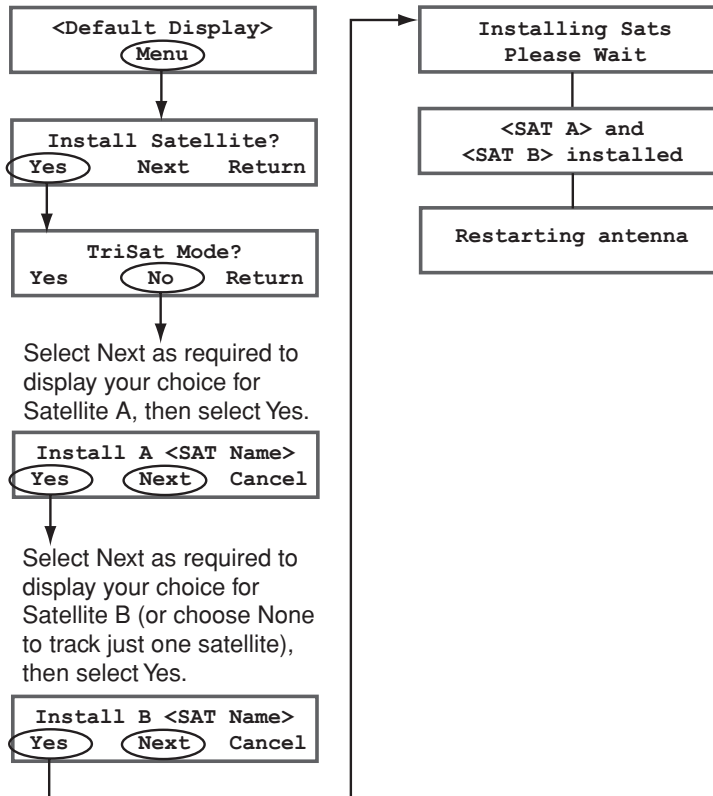 <Default Display>
Menu
Install Satellite?
Yes Next Return
TriSat Mode?
Yes No Return
Select Next as required to
display your choice for
Satellite A, then select Yes.
Install A <SAT Name>
Yes Next Cancel
Select Next as required to
display your choice for
Satellite B (or choose None
to track just one satellite),
then select Yes.
Install B <SAT Name>
Yes Next Cancel
Installing Sats
Please Wait
<SAT A> and
<SAT B> installed
Restarting antenna